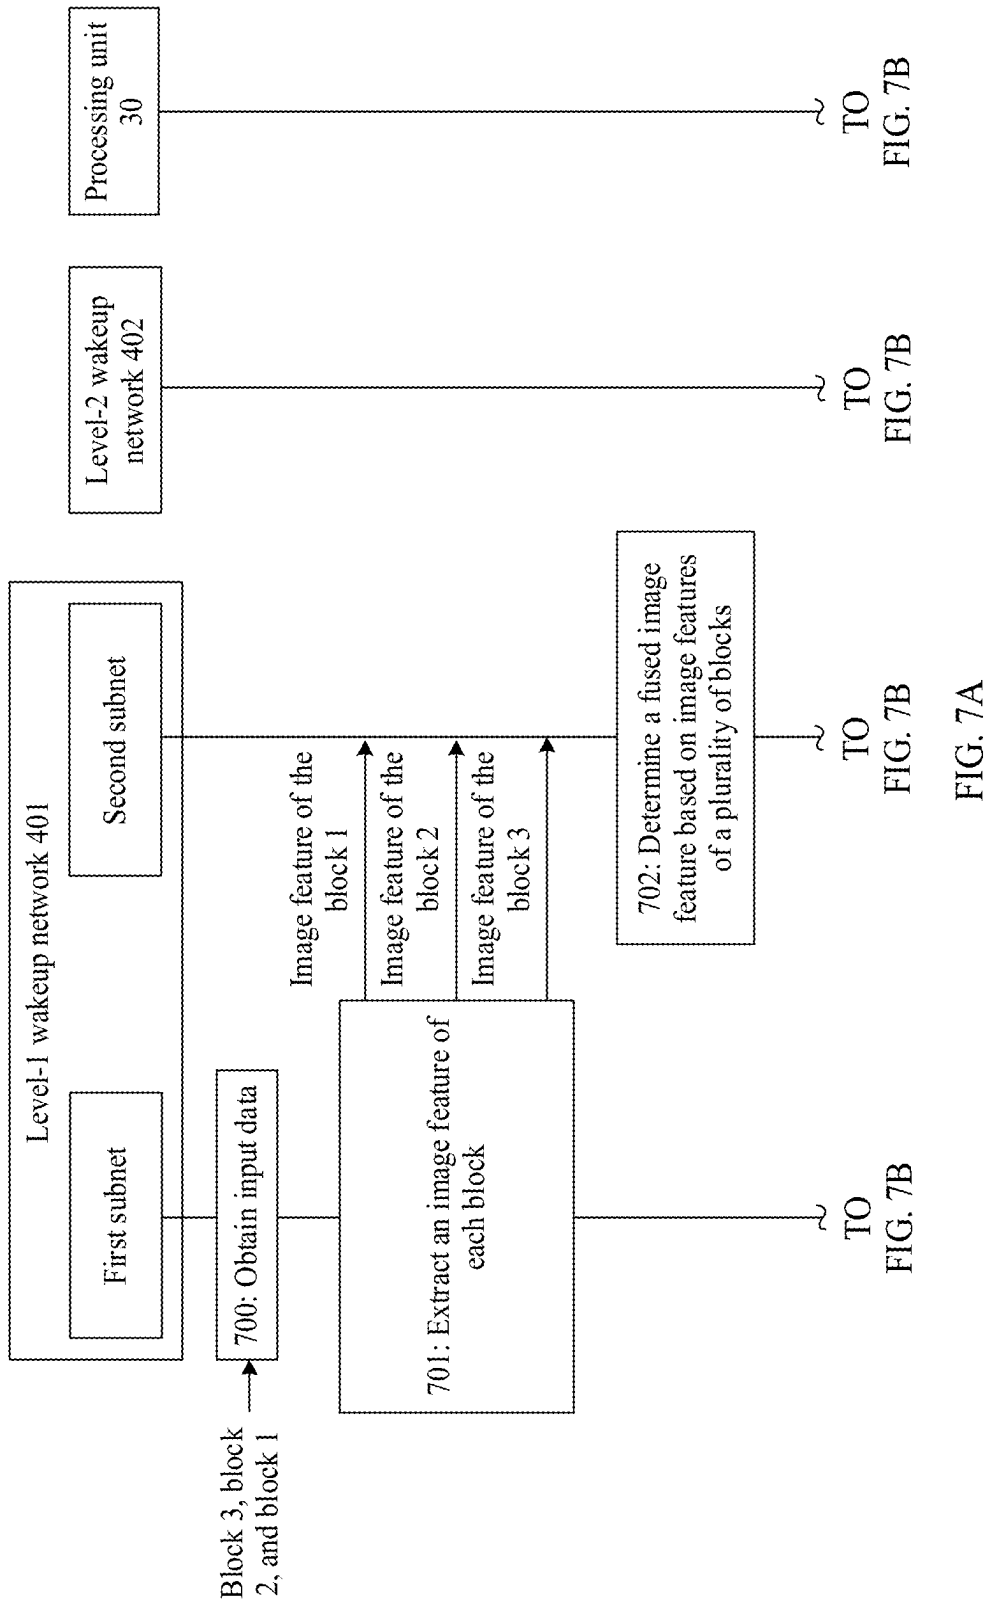 Level-1 wakeup network 401
First subnet
Second subnet
Level-2 wakeup
network 402
Processing unit
30
Block 3, block
2, and block 1
700: Obtain input data
701: Extract an image feature of
each block
Image feature of the
block 1
Image feature of the
block 2
Image feature of the
block 3
702: Determine a fused image
feature based on image features
of a plurality of blocks
TO
FIG. 7B
TO
FIG. 7B
TO
FIG. 7B
TO
FIG. 7B
FIG. 7A